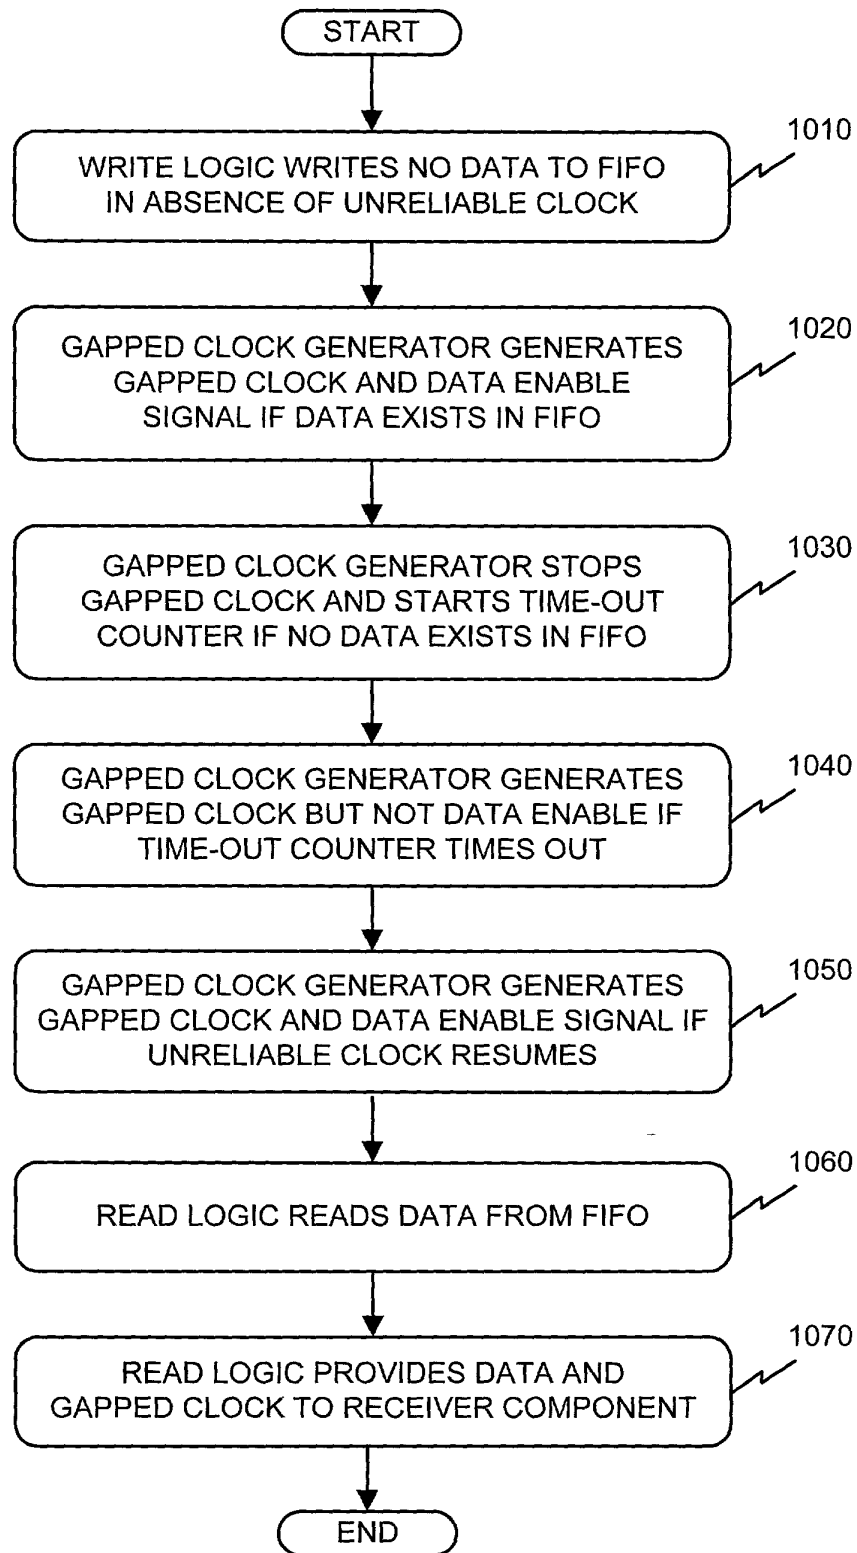 START
1010
WRITE LOGIC WRITES NO DATA TO FIFO
IN ABSENCE OF UNRELIABLE CLOCK
1020
GAPPED CLOCK GENERATOR GENERATES
GAPPED CLOCK AND DATA ENABLE
SIGNAL IF DATA EXISTS IN FIFO
1030
GAPPED CLOCK GENERATOR STOPS
GAPPED CLOCK AND STARTS TIME-OUT
COUNTER IF NO DATA EXISTS IN FIFO
1040
GAPPED CLOCK GENERATOR GENERATES
GAPPED CLOCK BUT NOT DATA ENABLE IF
TIME-OUT COUNTER TIMES OUT
1050
GAPPED CLOCK GENERATOR GENERATES
GAPPED CLOCK AND DATA ENABLE SIGNAL IF
UNRELIABLE CLOCK RESUMES
1060
READ LOGIC READS DATA FROM FIFO
1070
READ LOGIC PROVIDES DATA AND
GAPPED CLOCK TO RECEIVER COMPONENT
END